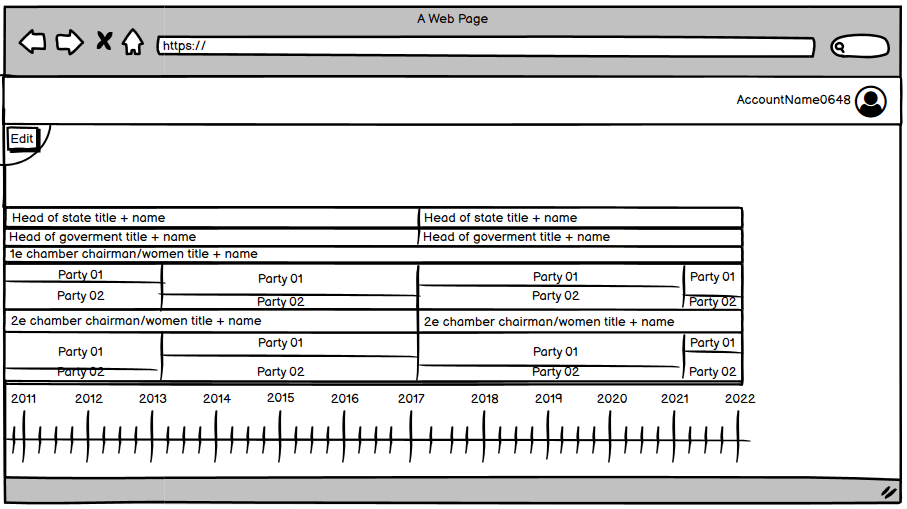 A Web Page
https://
AccountName0648
Edit
Head of state title + name Head of state title + name
Head of goverment title + name Head of goverment title + name
1e chamber chairman/women title + name
Party 01 Party 01 Party 01 Party 01
Party 02 Party 02 Party 02 Party 02
2e chamber chairman/women title + name 2e chamber chairman/women title + name
Party 01 Party 01 Party 01 Party 01
Party 02 Party 02 Party 02 Party 02
2011 2012 2013 2014 2015 2016 2017 2018 2019 2020 2021 2022